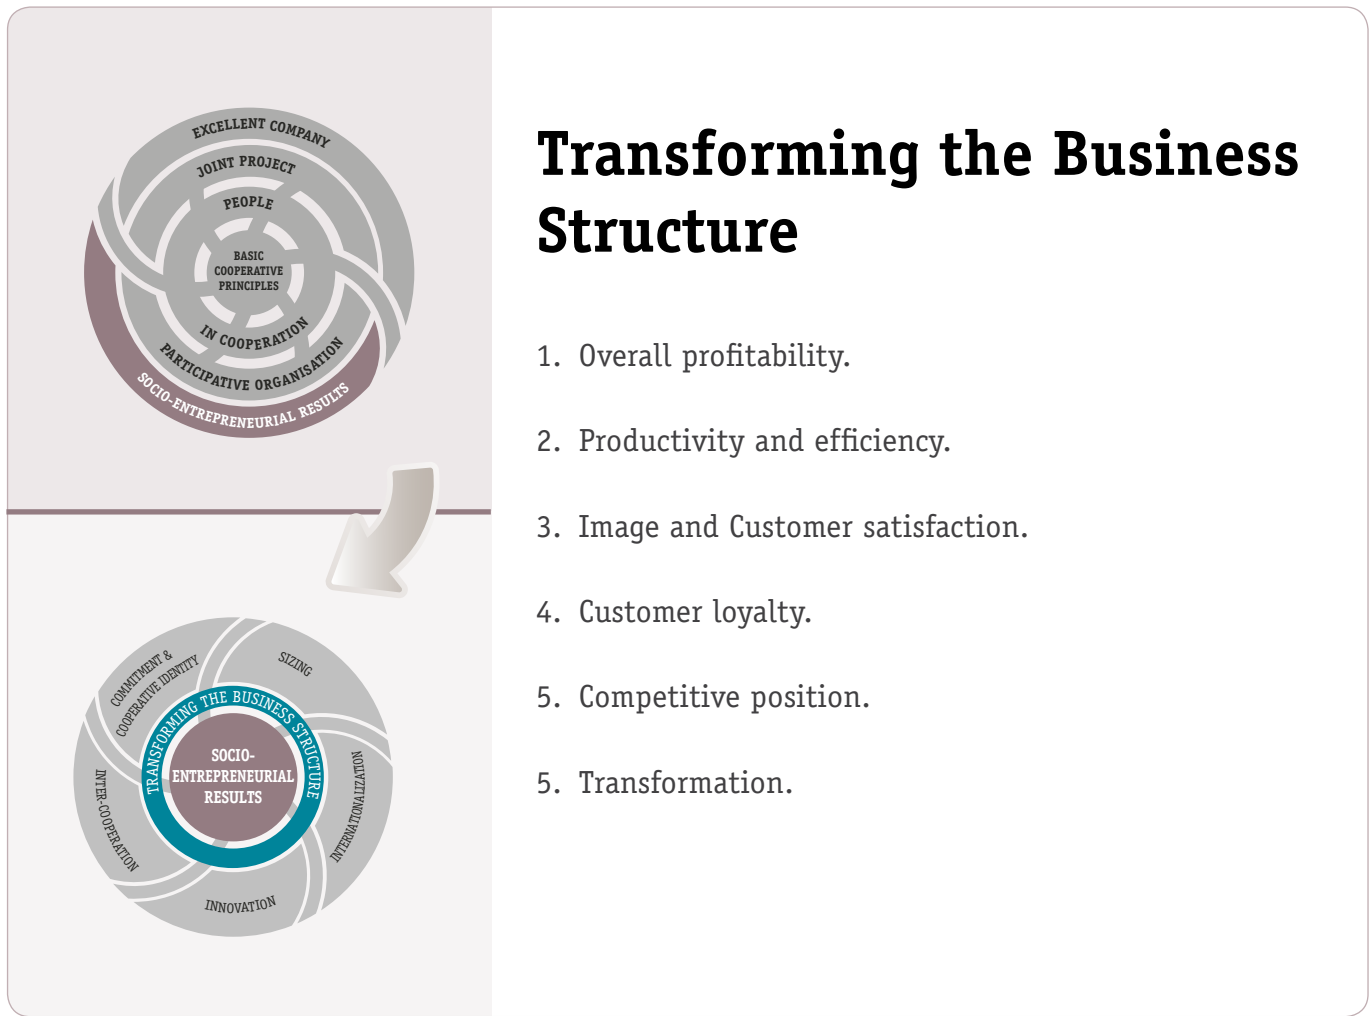 EXCELLENT COMPANY
JOINT PROJECT
PEOPLE
BASIC
COOPERATIVE
PRINCIPLES
IN COOPERATION
PARTICIPATIVE ORGANISATION
SOCIO-ENTREPRENEURIAL RESULTS
COMMITMENT &
COOPERATIVE IDENTITY
SIZING
TRANSFORMING THE BUSINESS STRUCTURE
SOCIO-
ENTREPRENEURIAL
RESULTS
INTER-COOPERATION
INTERNATIONALIZATION
INNOVATION
Transforming the Business
Structure
1. Overall profitability.
2. Productivity and efficiency.
3. Image and Customer satisfaction.
4. Customer loyalty.
5. Competitive position.
5. Transformation.